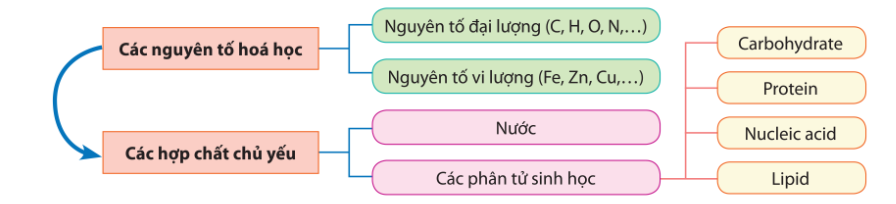 Các nguyên tố hoá học
Nguyên tố đại lượng (C, H, O, N,…)
Nguyên tố vi lượng (Fe, Zn, Cu,…)
Các hợp chất chủ yếu
Nước
Các phân tử sinh học
Carbohydrate
Protein
Nucleic acid
Lipid